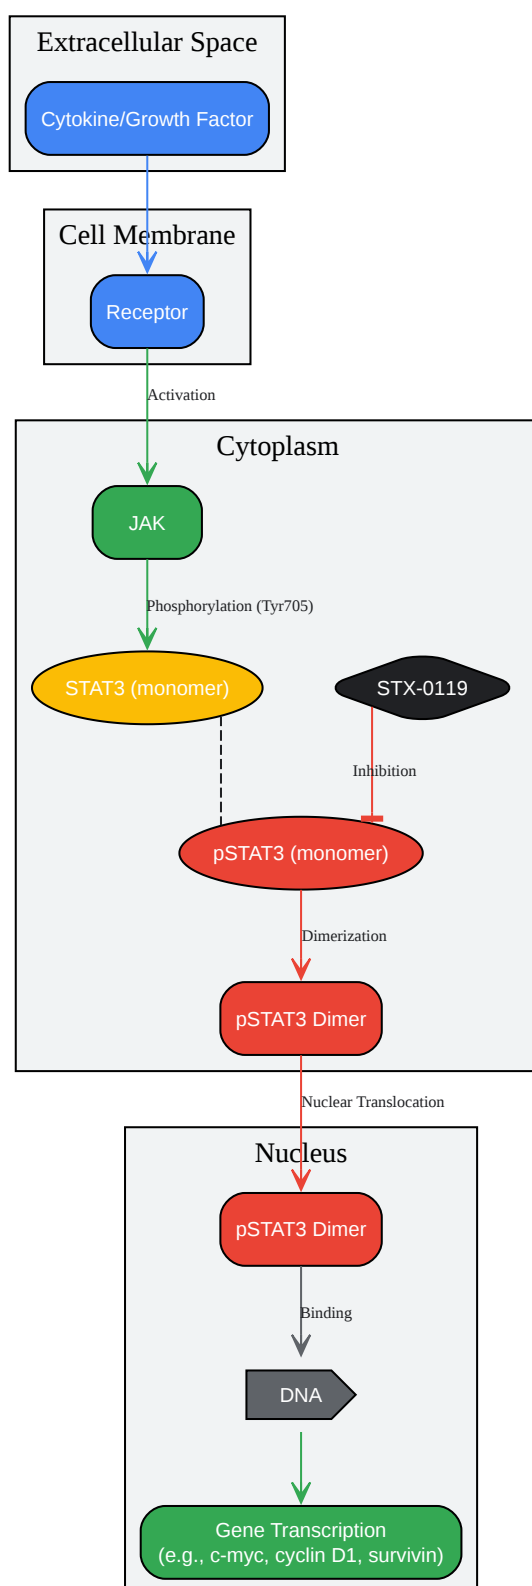 Extracellular Space
Cytokine/Growth Factor
Cell Membrane
Receptor
Activation
Cytoplasm
JAK
Phosphorylation (Tyr705)
STAT3 (monomer)
STX-0119
Inhibition
pSTAT3 (monomer)
Dimerization
pSTAT3 Dimer
Nuclear Translocation
Nucleus
pSTAT3 Dimer
Binding
DNA
Gene Transcription
(e.g., c-myc, cyclin D1, survivin)